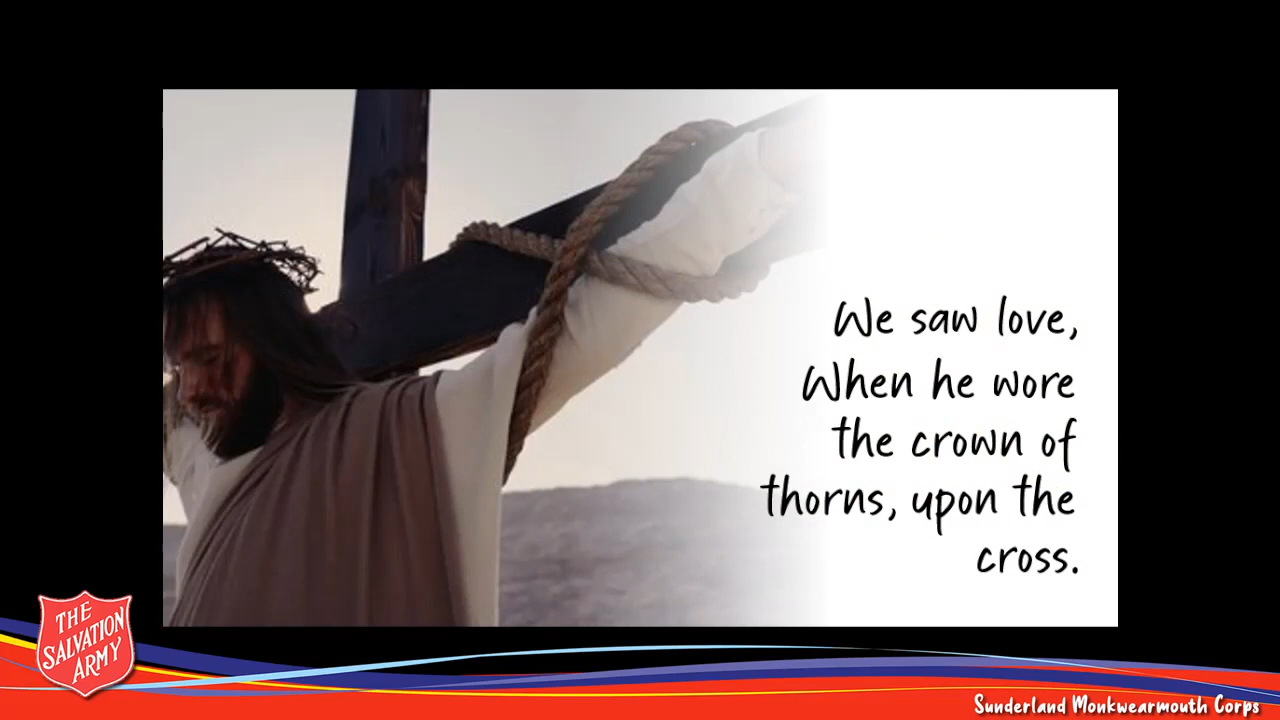 We saw love,
When he wore
the crown of
thorns, upon the
cross.
THE
SALVATION
ARMY
Sunderland Monkwearmouth Corps